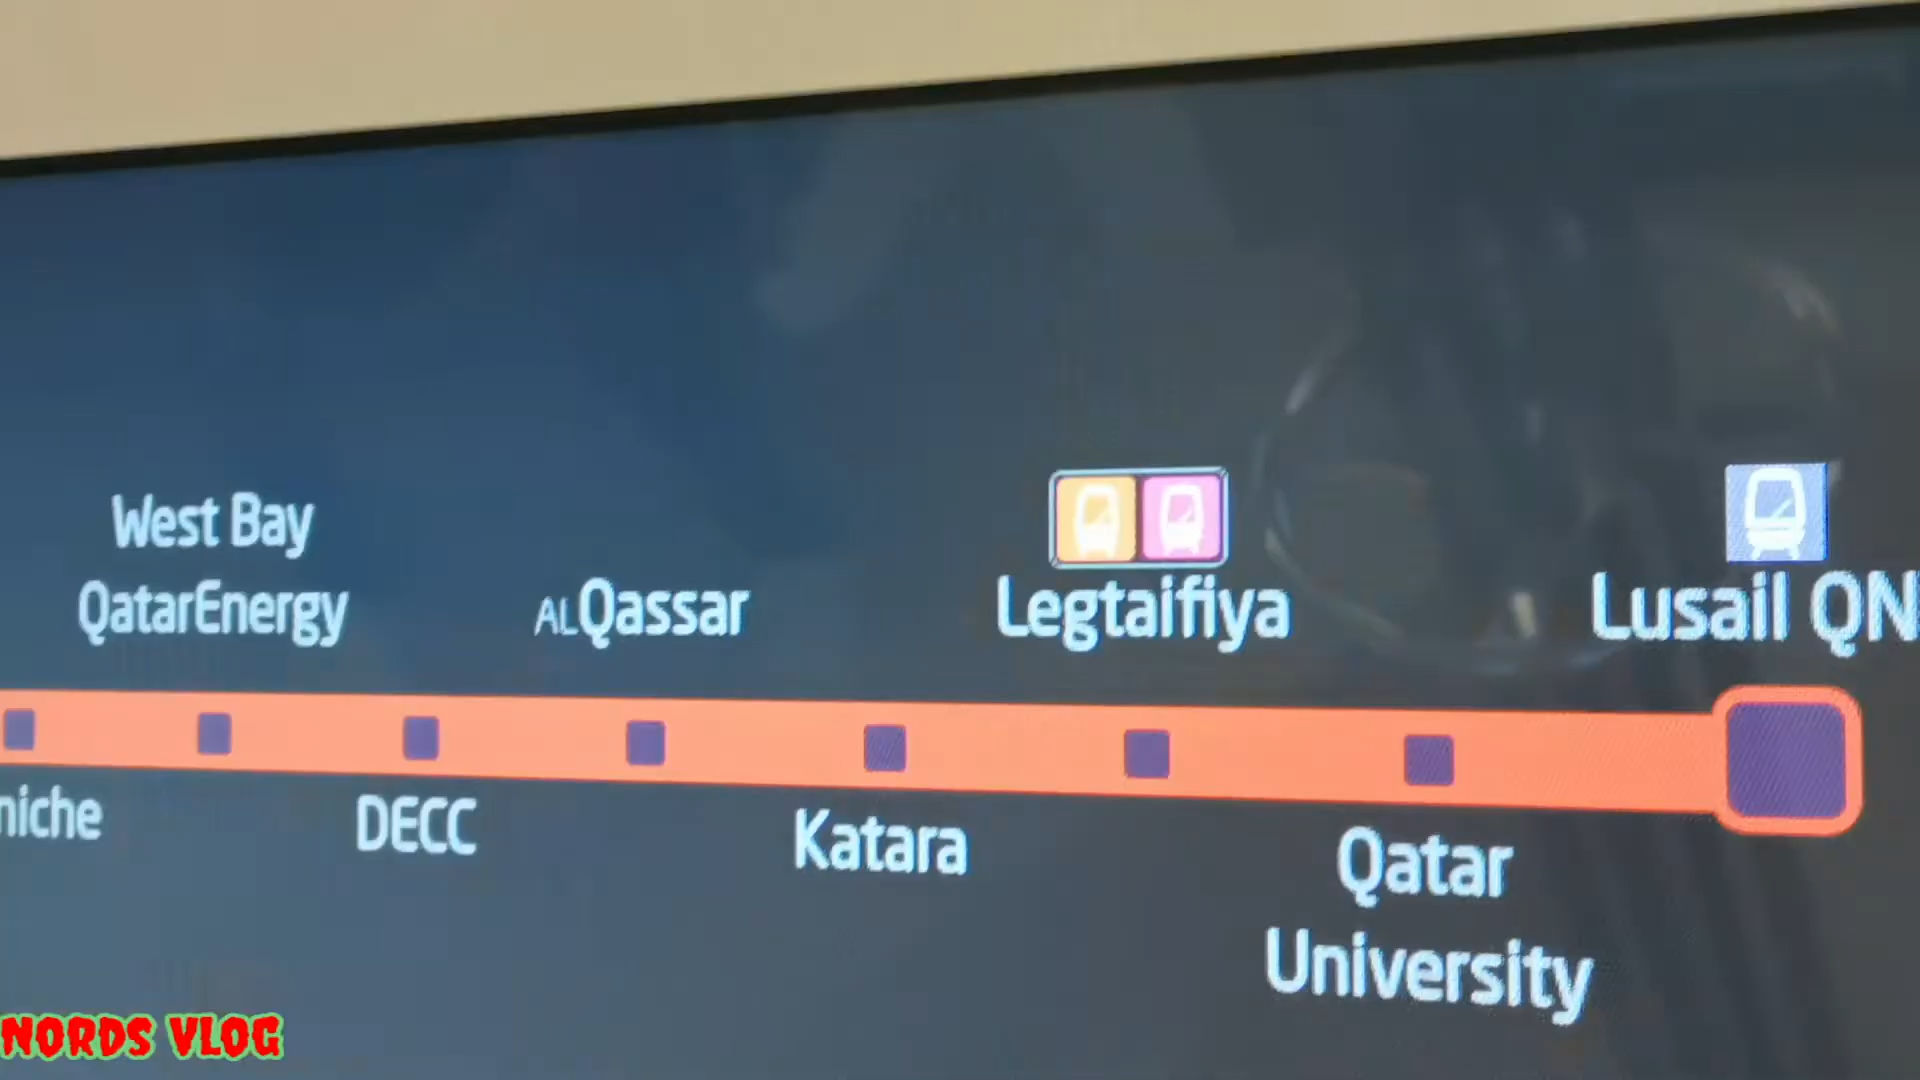 West Bay
QatarEnergy
ALQassar
Legtaifiya
Lusail QN
niche
DECC
Katara
Qatar
University
NORDS VLOG